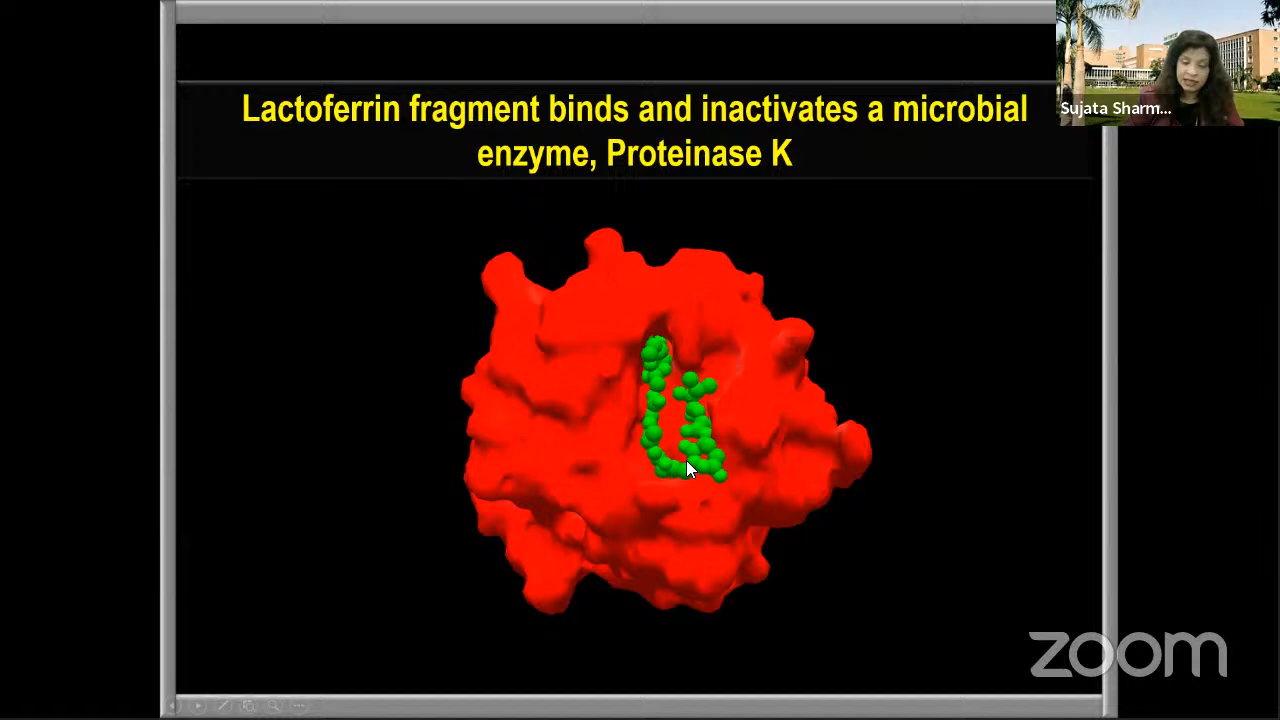 Lactoferrin fragment binds and inactivates a microbial
enzyme, Proteinase K
Sujata Sharm...
zoom